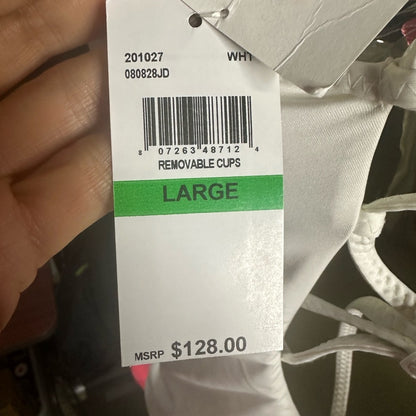 201027 WHT
080828JD
8 07263 48712 4
REMOVABLE CUPS
LARGE
MSRP $128.00